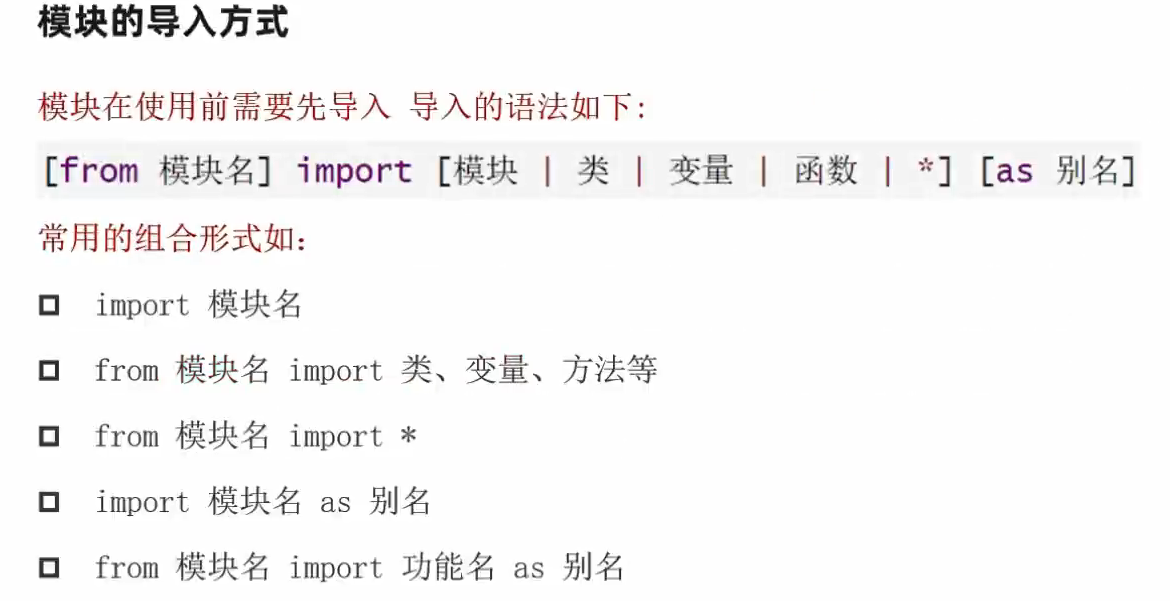 模块的导入方式
模块在使用前需要先导入 导入的语法如下:
[from 模块名] import [模块 | 类 | 变量 | 函数 | *] [as 别名]
常用的组合形式如：
import 模块名
from 模块名 import 类、变量、方法等
from 模块名 import *
import 模块名 as 别名
from 模块名 import 功能名 as 别名